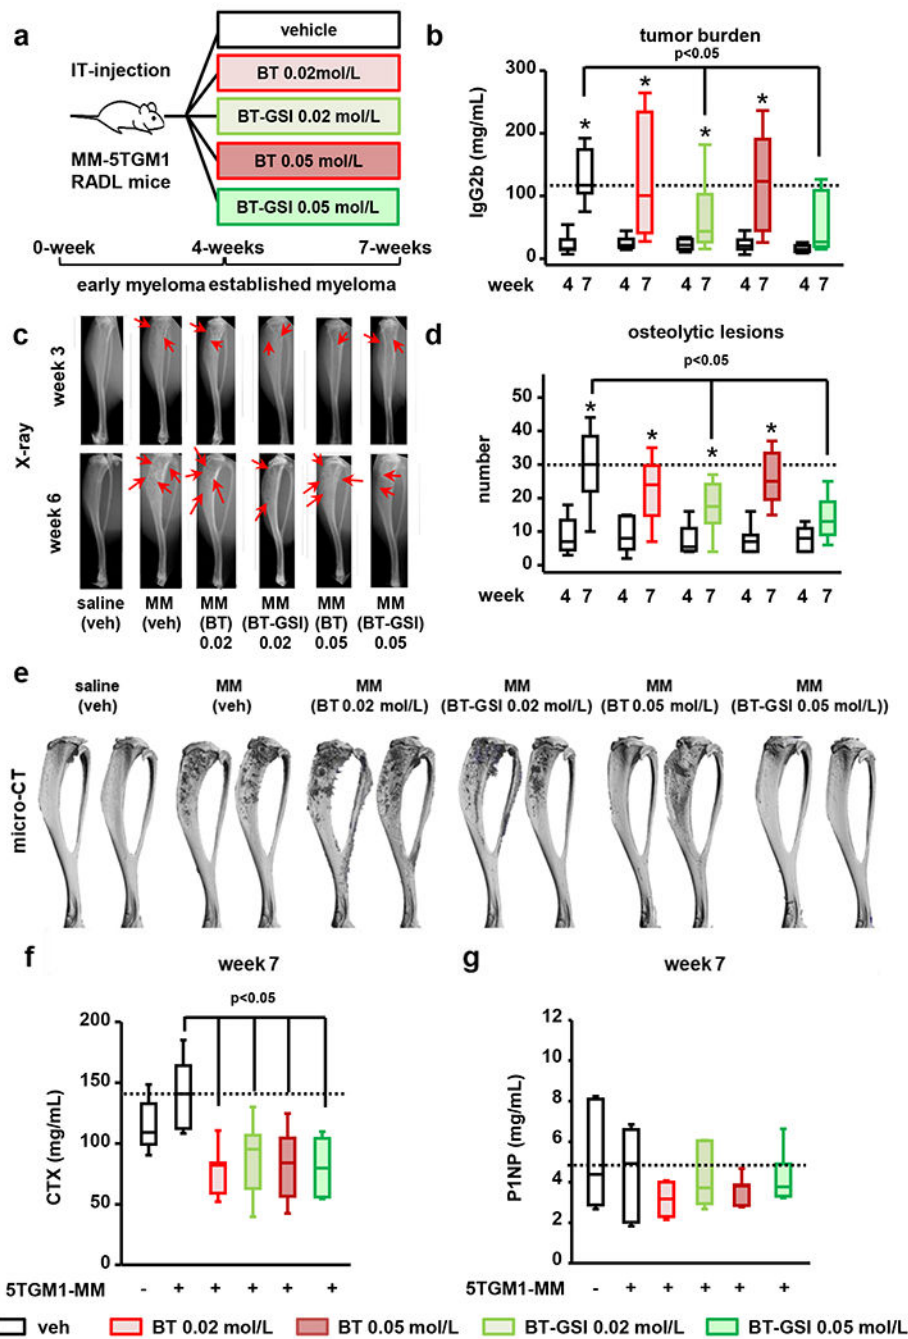 a
vehicle
IT-injection
BT 0.02mol/L
BT-GSI 0.02 mol/L
MM-5TGM1
RADL mice
BT 0.05 mol/L
BT-GSI 0.05 mol/L
0-week 4-weeks 7-weeks
early myeloma established myeloma
b
tumor burden
p<0.05
IgG2b (mg/mL)
300
200
100
0
* * * *
week 4 7 4 7 4 7 4 7 4 7
c
X-ray
week 3
week 6
saline (veh)
MM (veh)
MM (BT) 0.02
MM (BT-GSI) 0.02
MM (BT) 0.05
MM (BT-GSI) 0.05
d
osteolytic lesions
p<0.05
number
50
40
30
20
10
0
* * * *
week 4 7 4 7 4 7 4 7 4 7
e
saline MM MM MM MM MM
(veh) (veh) (BT 0.02 mol/L) (BT-GSI 0.02 mol/L) (BT 0.05 mol/L) (BT-GSI 0.05 mol/L))
micro-CT
f
week 7
p<0.05
CTX (mg/mL)
200
150
100
50
0
5TGM1-MM - + + + + +
g
week 7
P1NP (mg/mL)
12
10
8
6
4
2
0
5TGM1-MM - + + + + +
veh BT 0.02 mol/L BT 0.05 mol/L BT-GSI 0.02 mol/L BT-GSI 0.05 mol/L